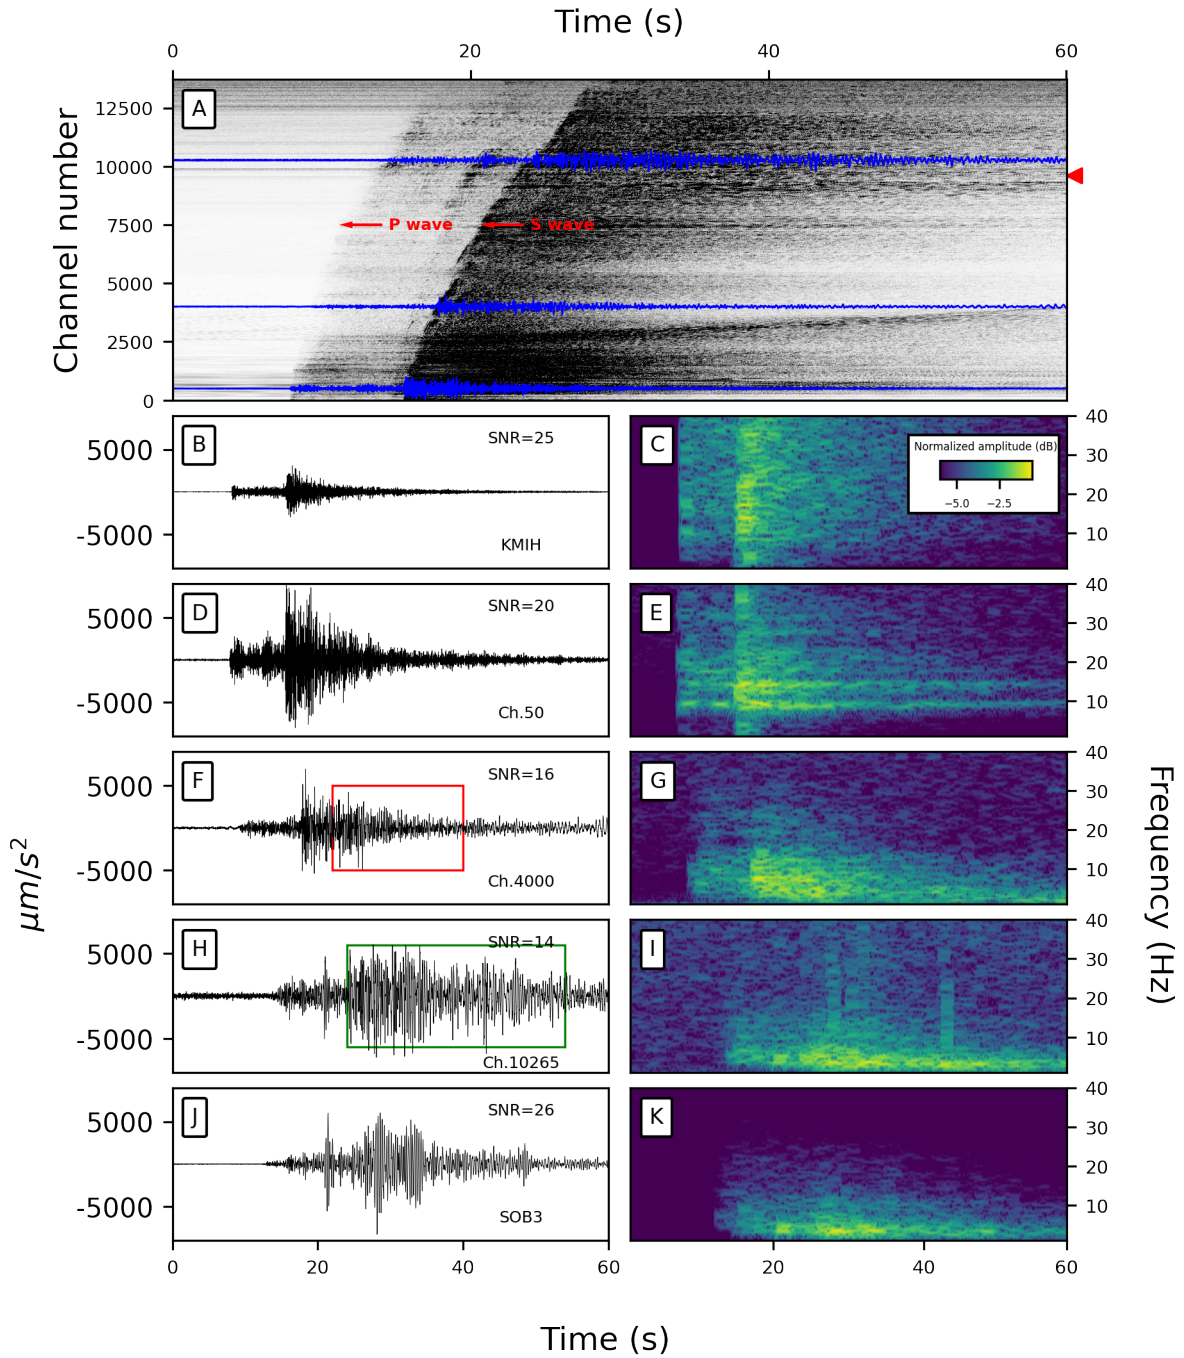 Time (s)
0 20 40 60
Channel number
12500
10000
7500
5000
2500
0
A
P wave
S wave
B
SNR=25
KMIH
5000
-5000
C
Normalized amplitude (dB)
−5.0 −2.5
40
30
20
10
D
SNR=20
Ch.50
5000
-5000
E
40
30
20
10
F
SNR=16
Ch.4000
5000
-5000
G
40
30
20
10
H
SNR=14
Ch.10265
5000
-5000
I
40
30
20
10
J
SNR=26
SOB3
5000
-5000
K
40
30
20
10
μm/s²
Frequency (Hz)
0 20 40 60
20 40 60
Time (s)